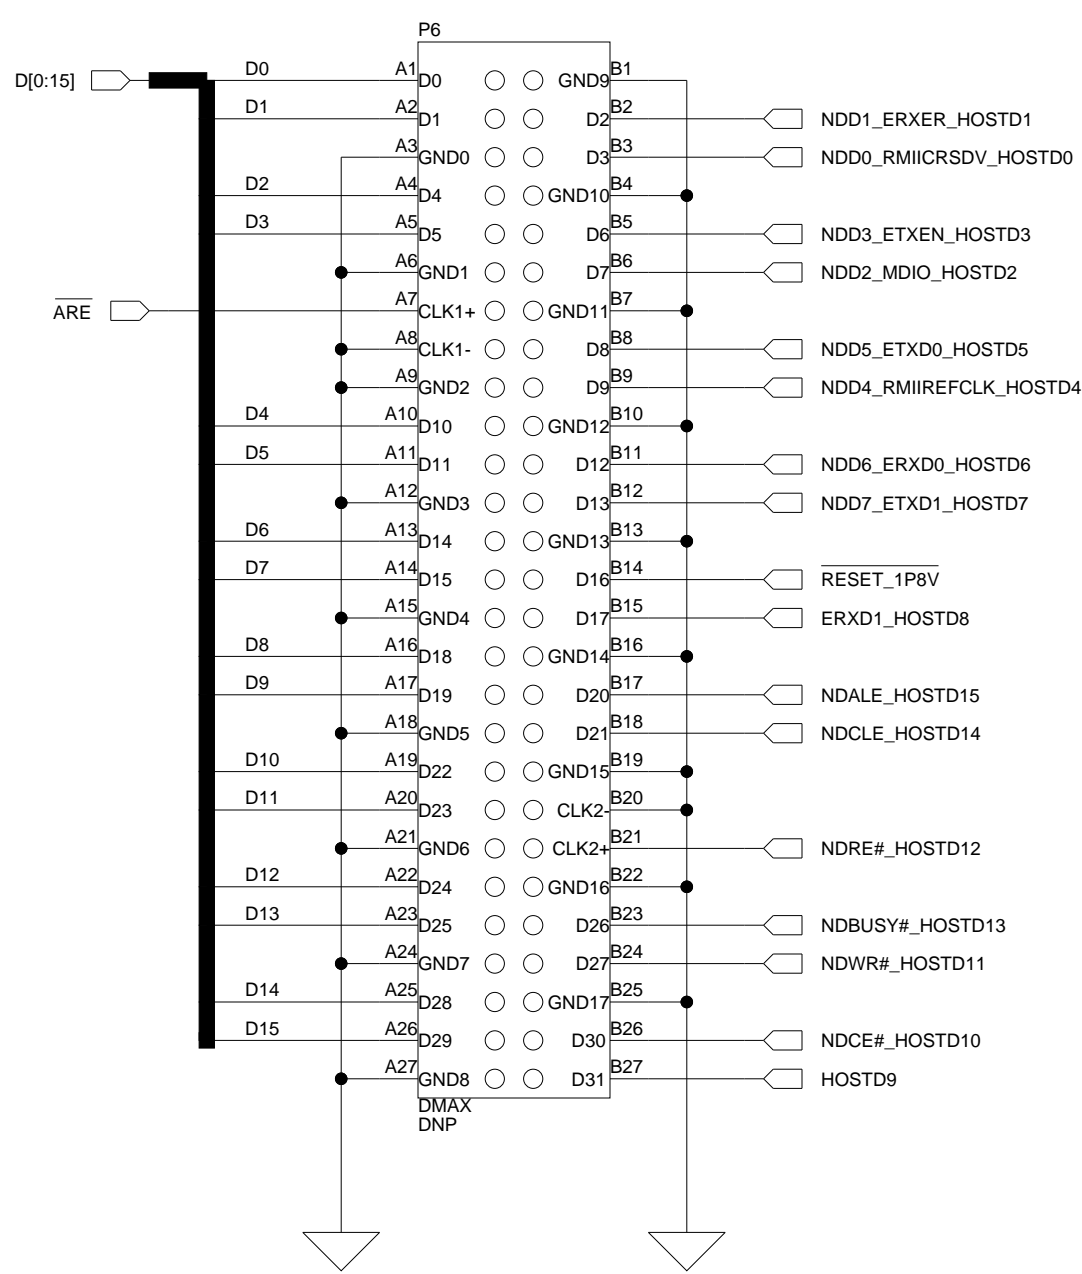 P6
D[0:15] D0 A1 D0 GND9 B1
D1 A2 D1 D2 B2 NDD1_ERXER_HOSTD1
A3 GND0 D3 B3 NDD0_RMIICRSDV_HOSTD0
D2 A4 D4 GND10 B4
D3 A5 D5 D6 B5 NDD3_ETXEN_HOSTD3
A6 GND1 D7 B6 NDD2_MDIO_HOSTD2
ARE A7 CLK1+ GND11 B7
A8 CLK1- D8 B8 NDD5_ETXD0_HOSTD5
A9 GND2 D9 B9 NDD4_RMIIREFCLK_HOSTD4
D4 A10 D10 GND12 B10
D5 A11 D11 D12 B11 NDD6_ERXD0_HOSTD6
A12 GND3 D13 B12 NDD7_ETXD1_HOSTD7
D6 A13 D14 GND13 B13
D7 A14 D15 D16 B14 RESET_1P8V
A15 GND4 D17 B15 ERXD1_HOSTD8
D8 A16 D18 GND14 B16
D9 A17 D19 D20 B17 NDALE_HOSTD15
A18 GND5 D21 B18 NDCLE_HOSTD14
D10 A19 D22 GND15 B19
D11 A20 D23 CLK2- B20
A21 GND6 CLK2+ B21 NDRE#_HOSTD12
D12 A22 D24 GND16 B22
D13 A23 D25 D26 B23 NDBUSY#_HOSTD13
A24 GND7 D27 B24 NDWR#_HOSTD11
D14 A25 D28 GND17 B25
D15 A26 D29 D30 B26 NDCE#_HOSTD10
A27 GND8 D31 B27 HOSTD9
DMAX
DNP